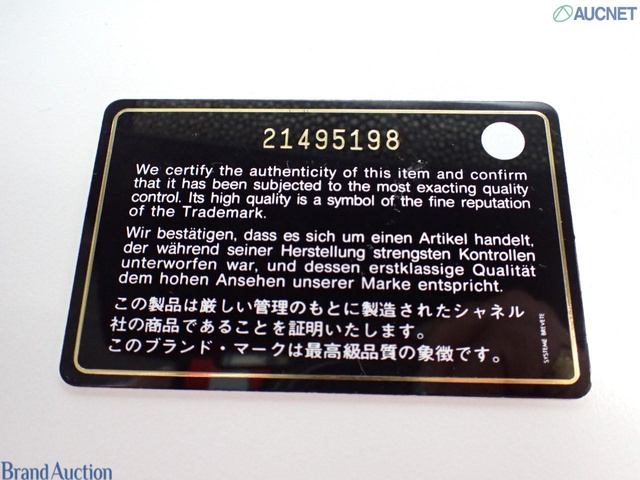 AUCNET
21495198
We certify the authenticity of this item and confirm
that it has been subjected to the most exacting quality
control. Its high quality is a symbol of the fine reputation
of the Trademark.
Wir bestätigen, dass es sich um einen Artikel handelt,
der während seiner Herstellung strengsten Kontrollen
unterworfen war, und dessen erstklassige Qualität
dem hohen Ansehen unserer Marke entspricht.
この製品は厳しい管理のもとに製造されたシャネル
社の商品であることを証明いたします。
このブランド・マークは最高級品質の象徴です。
SYSTEME BREVETE
Brand Auction